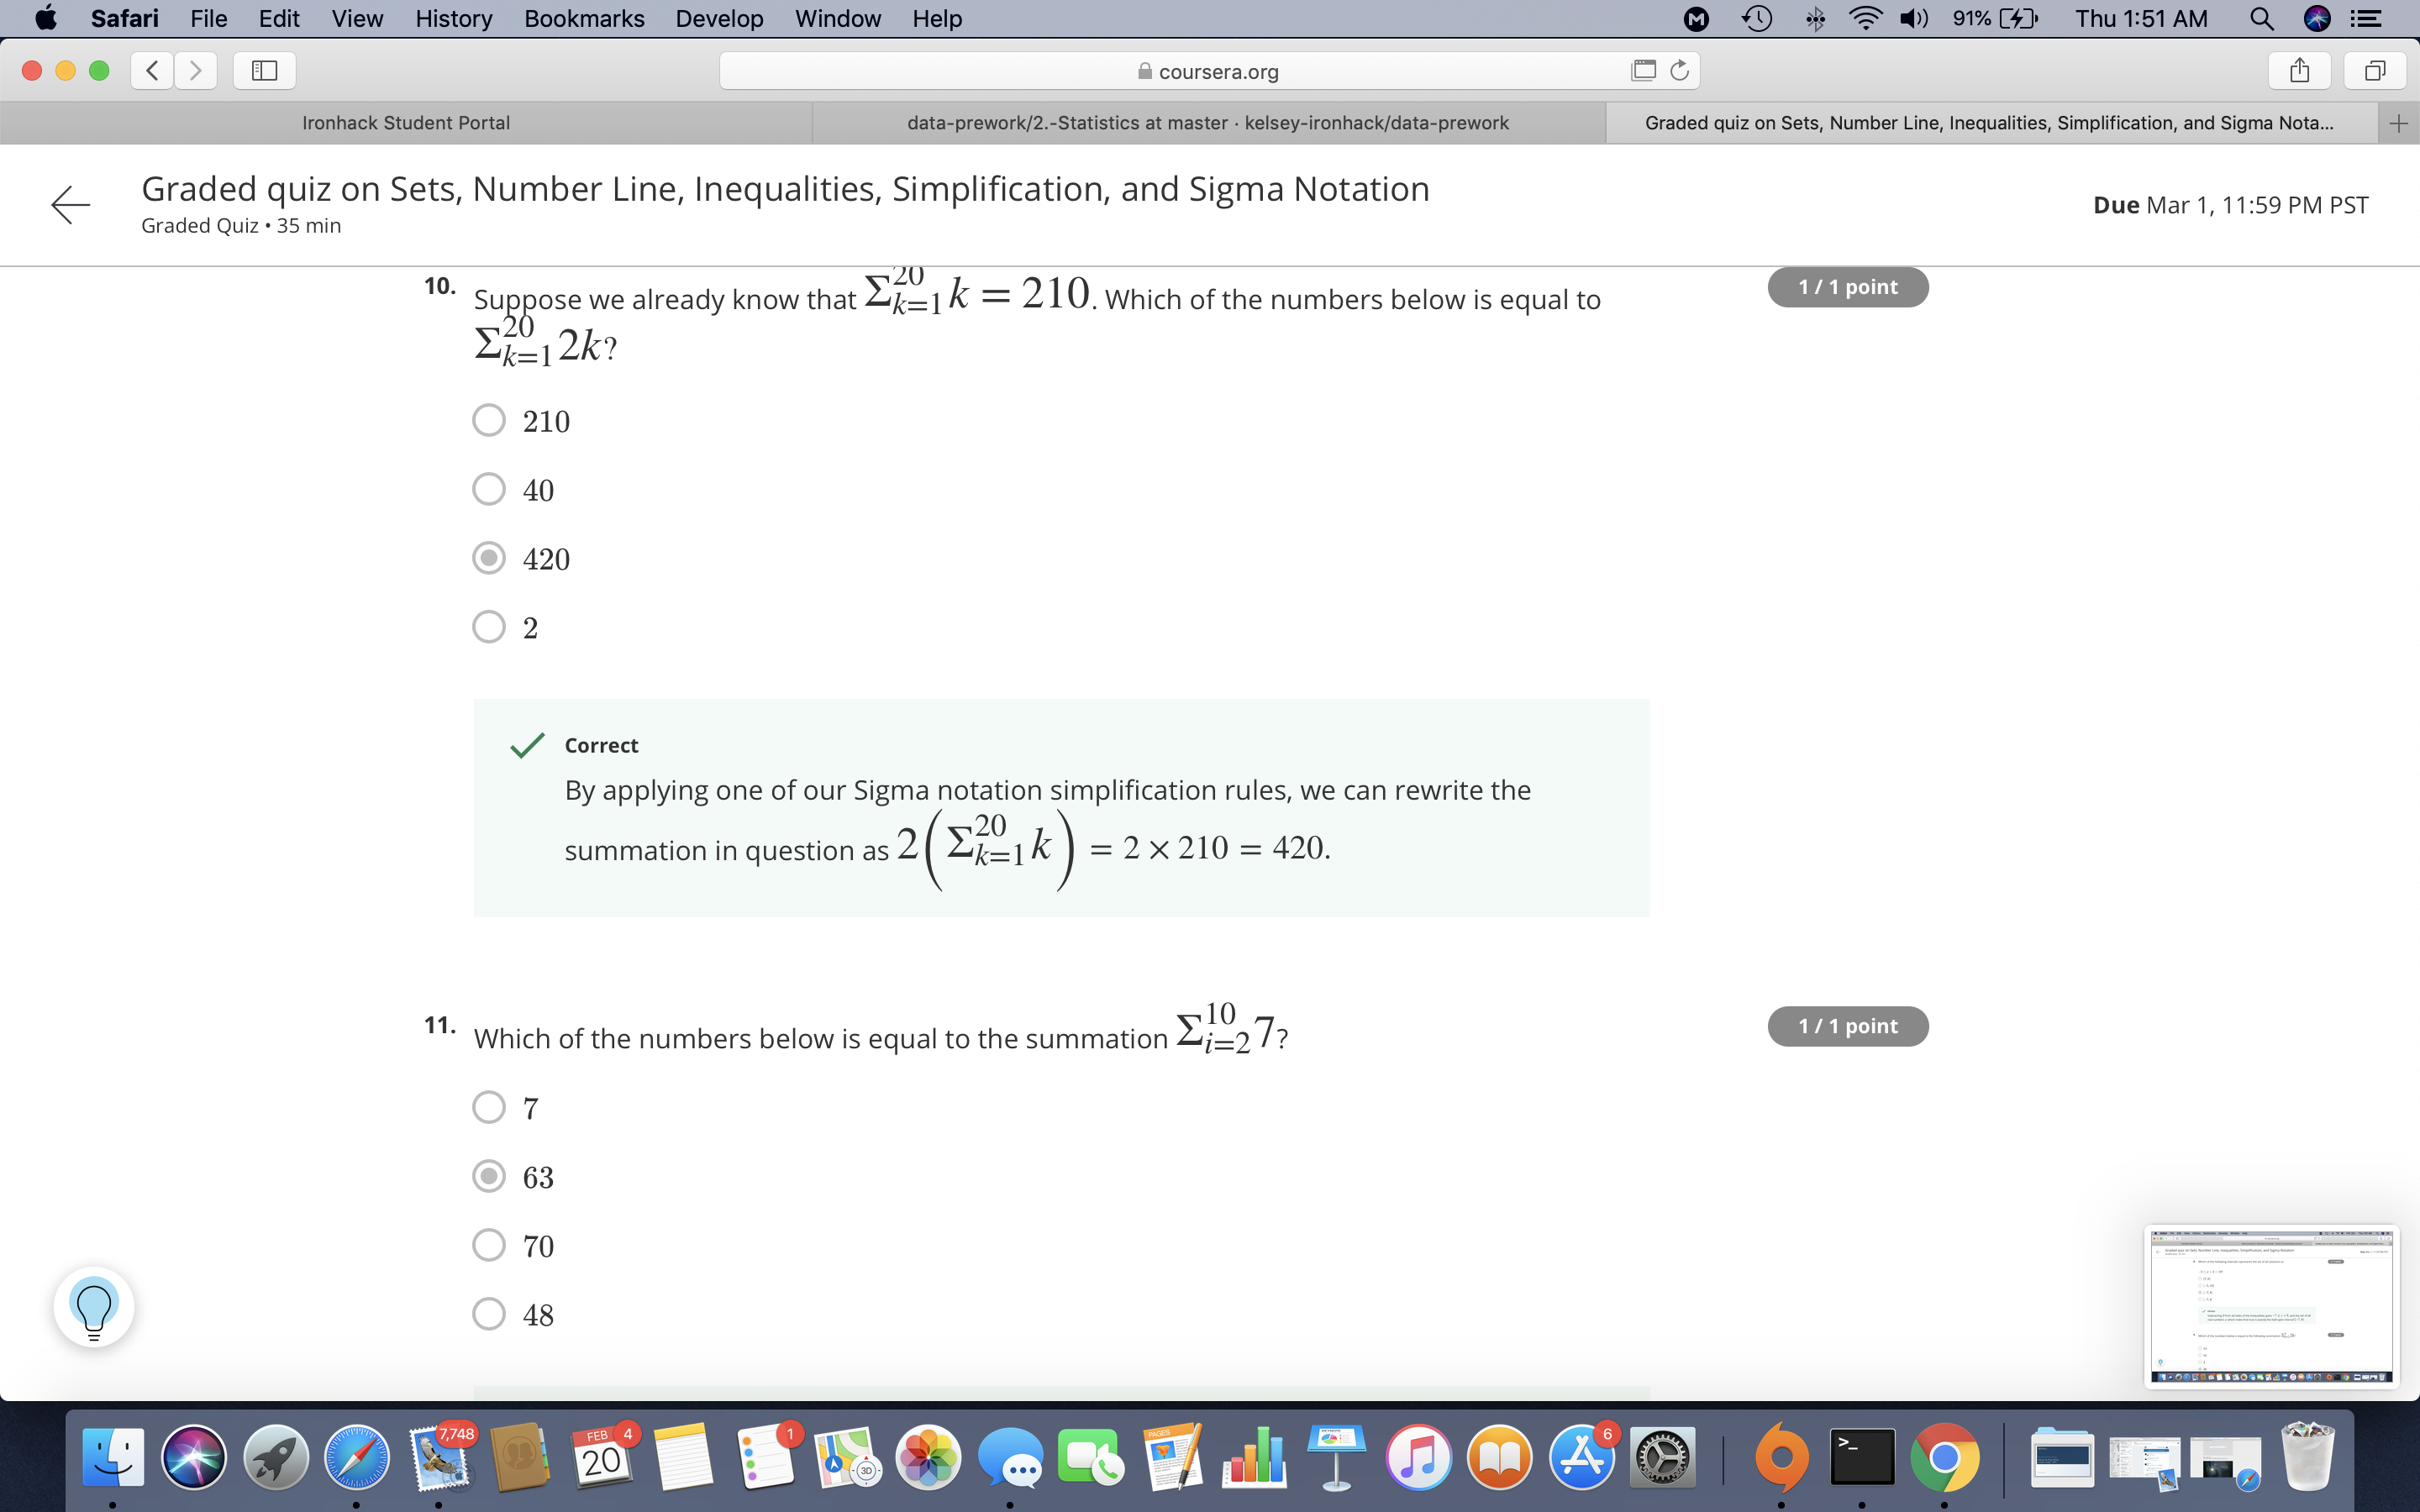 Safari File Edit View History Bookmarks Develop Window Help 91% Thu 1:51 AM
coursera.org
Ironhack Student Portal
data-prework/2.-Statistics at master · kelsey-ironhack/data-prework
Graded quiz on Sets, Number Line, Inequalities, Simplification, and Sigma Nota...
Graded quiz on Sets, Number Line, Inequalities, Simplification, and Sigma Notation
Graded Quiz • 35 min
Due Mar 1, 11:59 PM PST
10. Suppose we already know that Σ_{k=1}^{20} k = 210. Which of the numbers below is equal to
Σ_{k=1}^{20} 2k?
1 / 1 point
210
40
420
2
Correct
By applying one of our Sigma notation simplification rules, we can rewrite the
summation in question as 2(Σ_{k=1}^{20} k) = 2 × 210 = 420.
11. Which of the numbers below is equal to the summation Σ_{i=2}^{10} 7?
1 / 1 point
7
63
70
48
7,748
FEB
20
4
1
3D
PAGES
6
>_